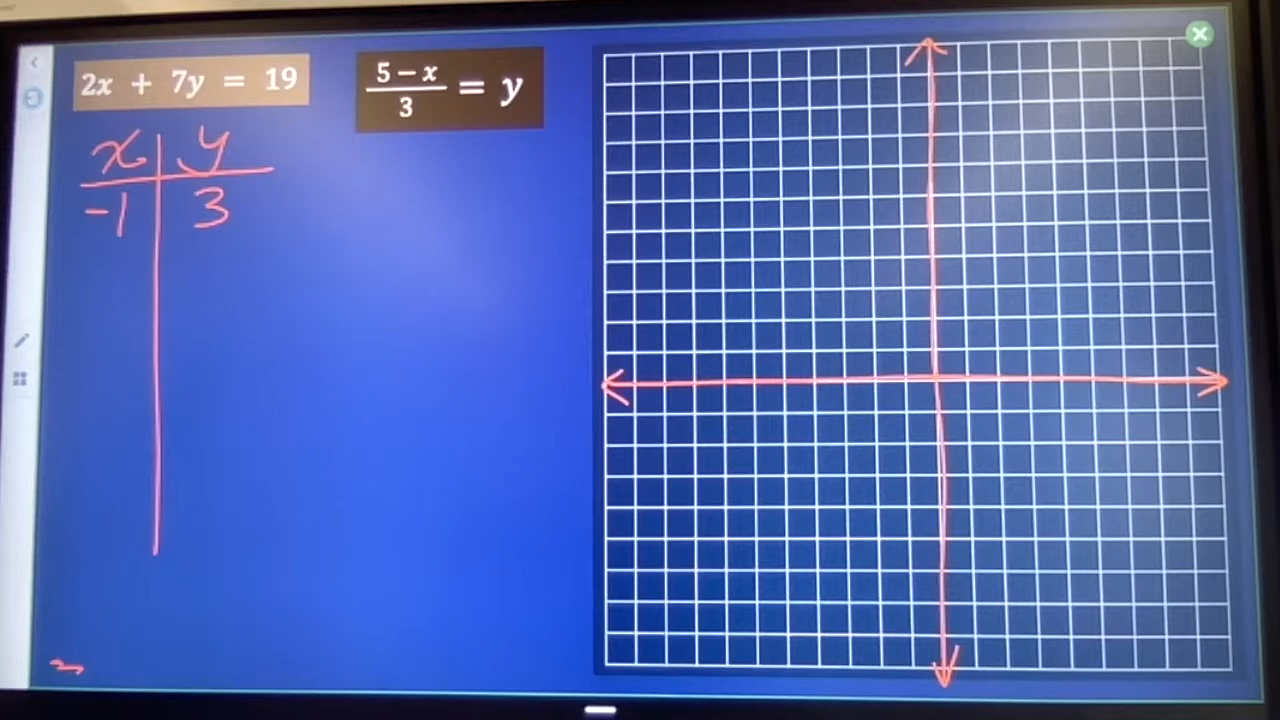 2x + 7y = 19
5 − x / 3 = y
x y
-1 3